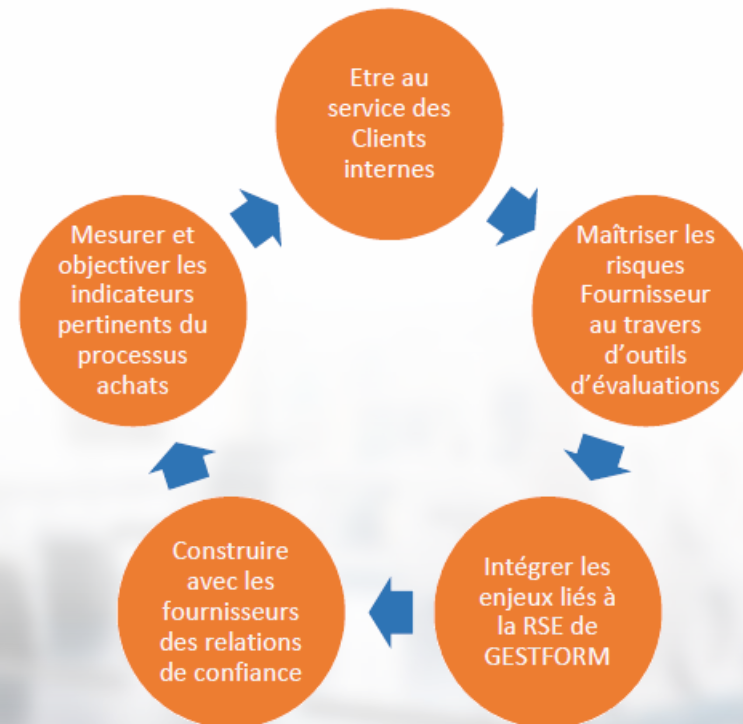 Etre au
service des
Clients
internes
Maîtriser les
risques
Fournisseur
au travers
d’outils
d’évaluations
Intégrer les
enjeux liés à
la RSE de
GESTFORM
Construire
avec les
fournisseurs
des relations
de confiance
Mesurer et
objectiver les
indicateurs
pertinents du
processus
achats